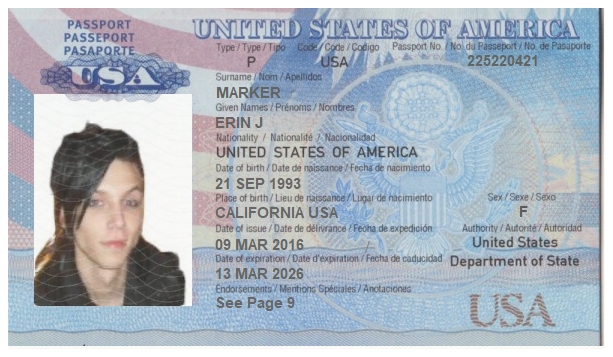 PASSPORT
PASSEPORT
PASAPORTE
USA
UNITED STATES OF AMERICA
Type / Type / Tipo Code / Code / Codigo Passport No. / No. du Passeport / No. de Pasaporte
P USA 225220421
Surname / Nom / Apellidos
MARKER
Given Names / Prénoms / Nombres
ERIN J
Nationality / Nationalité / Nacionalidad
UNITED STATES OF AMERICA
Date of birth / Date de naissance / Fecha de nacimiento
21 SEP 1993
Place of birth / Lieu de naissance / Lugar de nacimiento Sex / Sexe / Sexo
CALIFORNIA USA F
Date of issue / Date de délivrance / Fecha de expedición Authority / Autorité / Autoridad
09 MAR 2016 United States
Date of expiration / Date d'expiration / Fecha de caducidad Department of State
13 MAR 2026
Endorsements / Mentions Spéciales / Anotaciones
See Page 9
USA